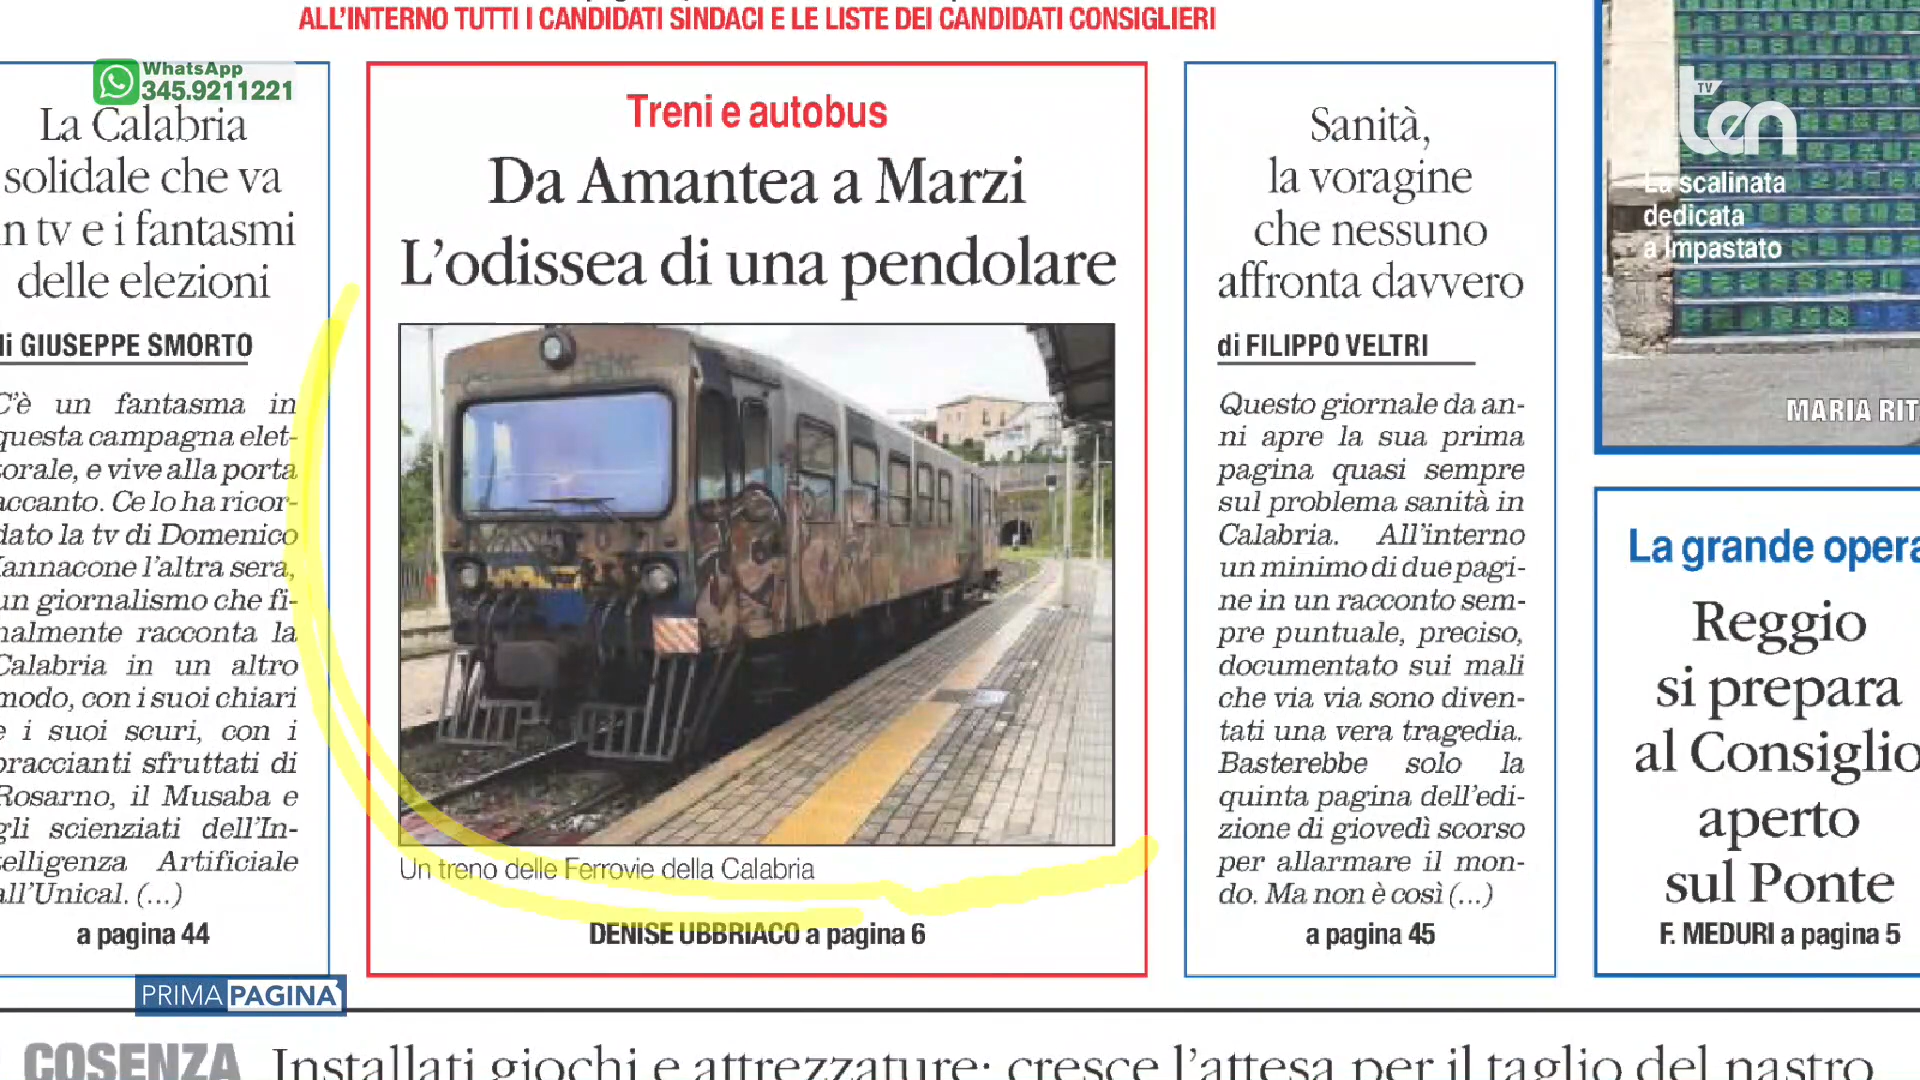 ALL'INTERNO TUTTI I CANDIDATI SINDACI E LE LISTE DEI CANDIDATI CONSIGLIERI
WhatsApp
345.9211221
La Calabria
solidale che va
in tv e i fantasmi
delle elezioni
di GIUSEPPE SMORTO
C'è un fantasma in
questa campagna elet-
torale, e vive alla porta
accanto. Ce lo ha ricor-
dato la tv di Domenico
Iannacone l'altra sera,
un giornalismo che fi-
nalmente racconta la
Calabria in un altro
modo, con i suoi chiari
e i suoi scuri, con i
braccianti sfruttati di
Rosarno, il Musaba e
gli scienziati dell'In-
telligenza Artificiale
all'Unical. (...)
a pagina 44
Treni e autobus
Da Amantea a Marzi
L'odissea di una pendolare
Un treno delle Ferrovie della Calabria
DENISE UBBRIACO a pagina 6
Sanità,
la voragine
che nessuno
affronta davvero
di FILIPPO VELTRI
Questo giornale da an-
ni apre la sua prima
pagina quasi sempre
sul problema sanità in
Calabria. All'interno
un minimo di due pagi-
ne in un racconto sem-
pre puntuale, preciso,
documentato sui mali
che via via sono diven-
tati una vera tragedia.
Basterebbe solo la
quinta pagina dell'edi-
zione di giovedì scorso
per allarmare il mon-
do. Ma non è così (...)
a pagina 45
TV
ten
La scalinata
dedicata
a Impastato
MARIA RIT
La grande opera
Reggio
si prepara
al Consiglio
aperto
sul Ponte
F. MEDURI a pagina 5
PRIMA PAGINA
COSENZA
Installati giochi e attrezzature: cresce l'attesa per il taglio del nastro